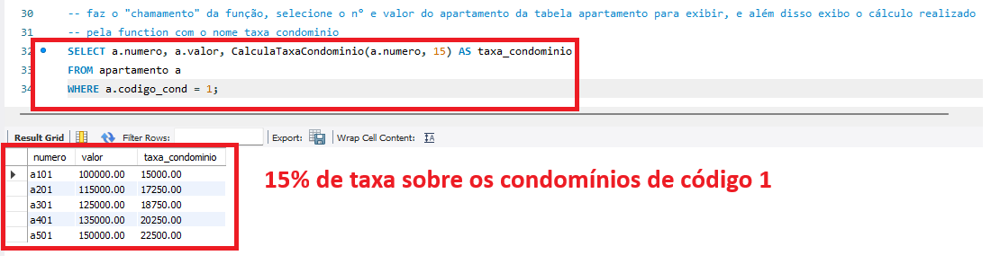 30 -- faz o "chamamento" da função, selecione o nº e valor do apartamento da tabela apartamento para exibir, e além disso exibo o cálculo realizado
31 -- pela function com o nome taxa condominio
32 SELECT a.numero, a.valor, CalculaTaxaCondominio(a.numero, 15) AS taxa_condominio
33 FROM apartamento a
34 WHERE a.codigo_cond = 1;
Result Grid Filter Rows: Export: Wrap Cell Content:
numero valor taxa_condominio
a101 100000.00 15000.00
a201 115000.00 17250.00
a301 125000.00 18750.00
a401 135000.00 20250.00
a501 150000.00 22500.00
15% de taxa sobre os condomínios de código 1